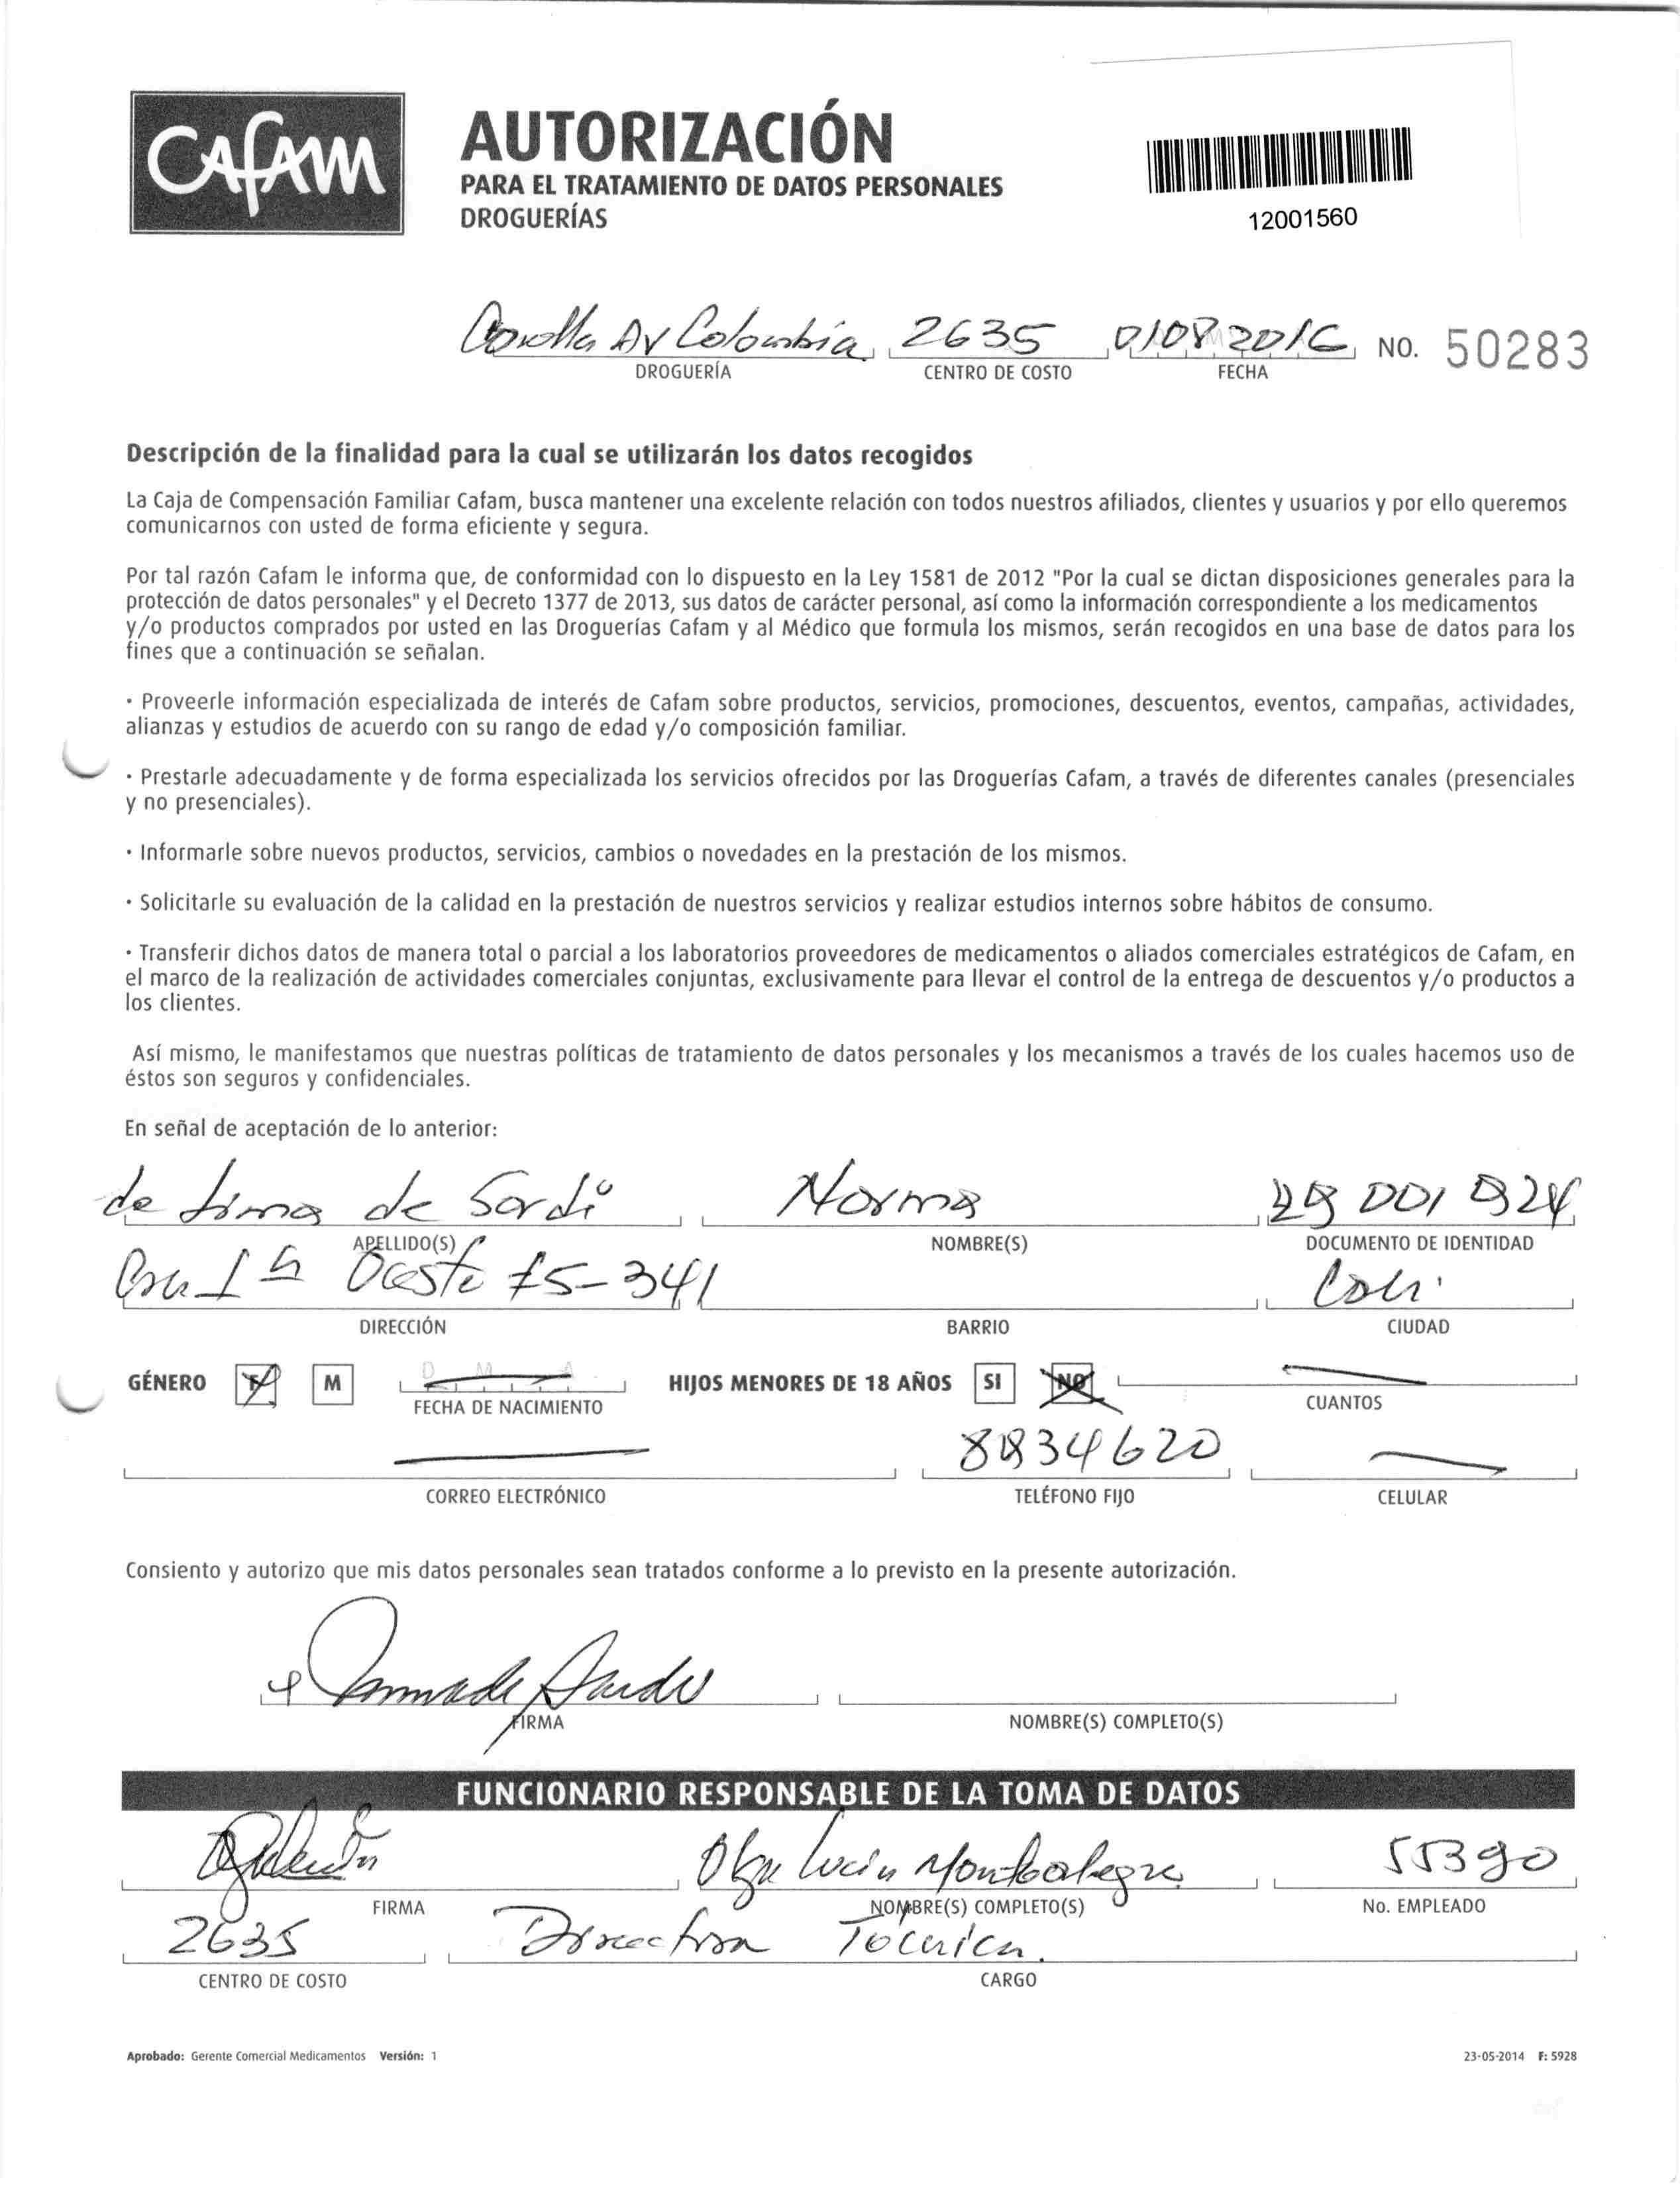 CAFAM
AUTORIZACIÓN
PARA EL TRATAMIENTO DE DATOS PERSONALES
DROGUERÍAS
12001560
Av Colombia 2635 01082016 NO. 50283
DROGUERÍA CENTRO DE COSTO FECHA
Descripción de la finalidad para la cual se utilizarán los datos recogidos
La Caja de Compensación Familiar Cafam, busca mantener una excelente relación con todos nuestros afiliados, clientes y usuarios y por ello queremos
comunicarnos con usted de forma eficiente y segura.
Por tal razón Cafam le informa que, de conformidad con lo dispuesto en la Ley 1581 de 2012 "Por la cual se dictan disposiciones generales para la
protección de datos personales" y el Decreto 1377 de 2013, sus datos de carácter personal, así como la información correspondiente a los medicamentos
y/o productos comprados por usted en las Droguerías Cafam y al Médico que formula los mismos, serán recogidos en una base de datos para los
fines que a continuación se señalan.
· Proveerle información especializada de interés de Cafam sobre productos, servicios, promociones, descuentos, eventos, campañas, actividades,
alianzas y estudios de acuerdo con su rango de edad y/o composición familiar.
· Prestarle adecuadamente y de forma especializada los servicios ofrecidos por las Droguerías Cafam, a través de diferentes canales (presenciales
y no presenciales).
· Informarle sobre nuevos productos, servicios, cambios o novedades en la prestación de los mismos.
· Solicitarle su evaluación de la calidad en la prestación de nuestros servicios y realizar estudios internos sobre hábitos de consumo.
· Transferir dichos datos de manera total o parcial a los laboratorios proveedores de medicamentos o aliados comerciales estratégicos de Cafam, en
el marco de la realización de actividades comerciales conjuntas, exclusivamente para llevar el control de la entrega de descuentos y/o productos a
los clientes.
Así mismo, le manifestamos que nuestras políticas de tratamiento de datos personales y los mecanismos a través de los cuales hacemos uso de
éstos son seguros y confidenciales.
En señal de aceptación de lo anterior:
de Lima de Sardi Norma
APELLIDO(S) NOMBRE(S) DOCUMENTO DE IDENTIDAD
Oeste 5-341 Cali
DIRECCIÓN BARRIO CIUDAD
GÉNERO F M D M A HIJOS MENORES DE 18 AÑOS SI NO
FECHA DE NACIMIENTO CUANTOS
8834620
CORREO ELECTRÓNICO TELÉFONO FIJO CELULAR
Consiento y autorizo que mis datos personales sean tratados conforme a lo previsto en la presente autorización.
Norma de Sardi
FIRMA NOMBRE(S) COMPLETO(S)
FUNCIONARIO RESPONSABLE DE LA TOMA DE DATOS
Olga Lucia Montealegre 55390
FIRMA NOMBRE(S) COMPLETO(S) No. EMPLEADO
2635 Directora Tecnica.
CENTRO DE COSTO CARGO
Aprobado: Gerente Comercial Medicamentos Versión: 1 23-05-2014 F: 5928